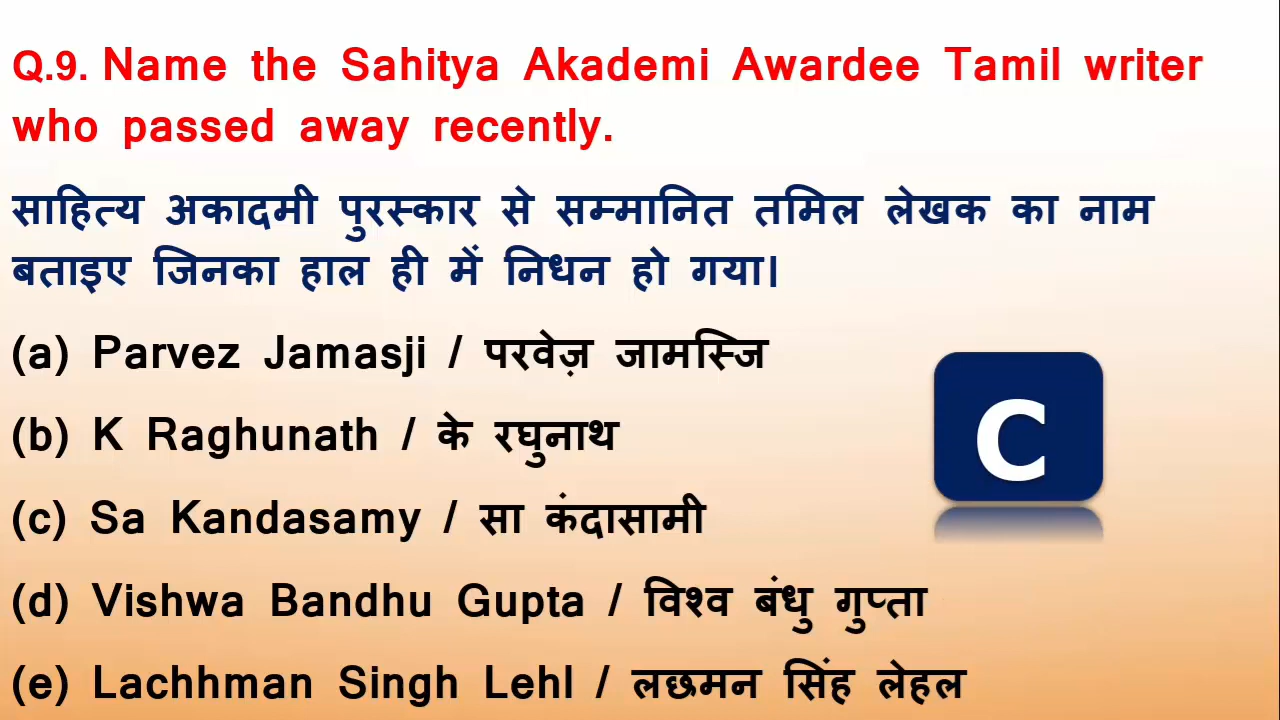 Q.9. Name the Sahitya Akademi Awardee Tamil writer
who passed away recently.
साहित्य अकादमी पुरस्कार से सम्मानित तमिल लेखक का नाम
बताइए जिनका हाल ही में निधन हो गया।
(a) Parvez Jamasji / परवेज़ जामस्जि
(b) K Raghunath / के रघुनाथ
(c) Sa Kandasamy / सा कंदासामी
C
(d) Vishwa Bandhu Gupta / विश्व बंधु गुप्ता
(e) Lachhman Singh Lehl / लछमन सिंह लेहल